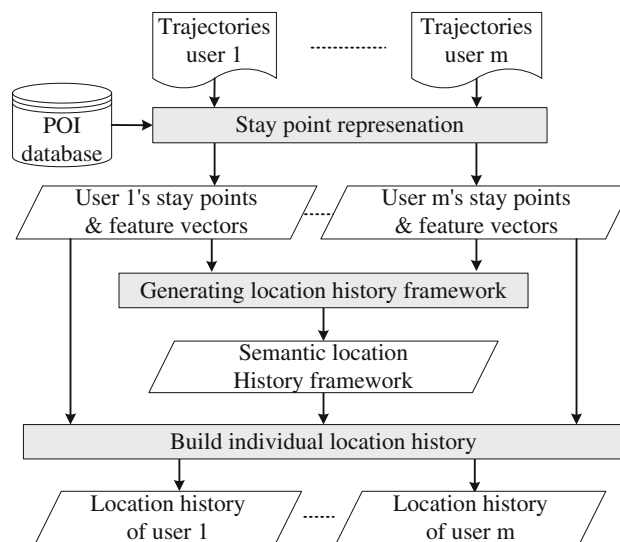 Trajectories
user 1
Trajectories
user m
POI
database
Stay point represenation
User 1's stay points
& feature vectors
User m's stay points
& feature vectors
Generating location history framework
Semantic location
History framework
Build individual location history
Location history
of user 1
Location history
of user m